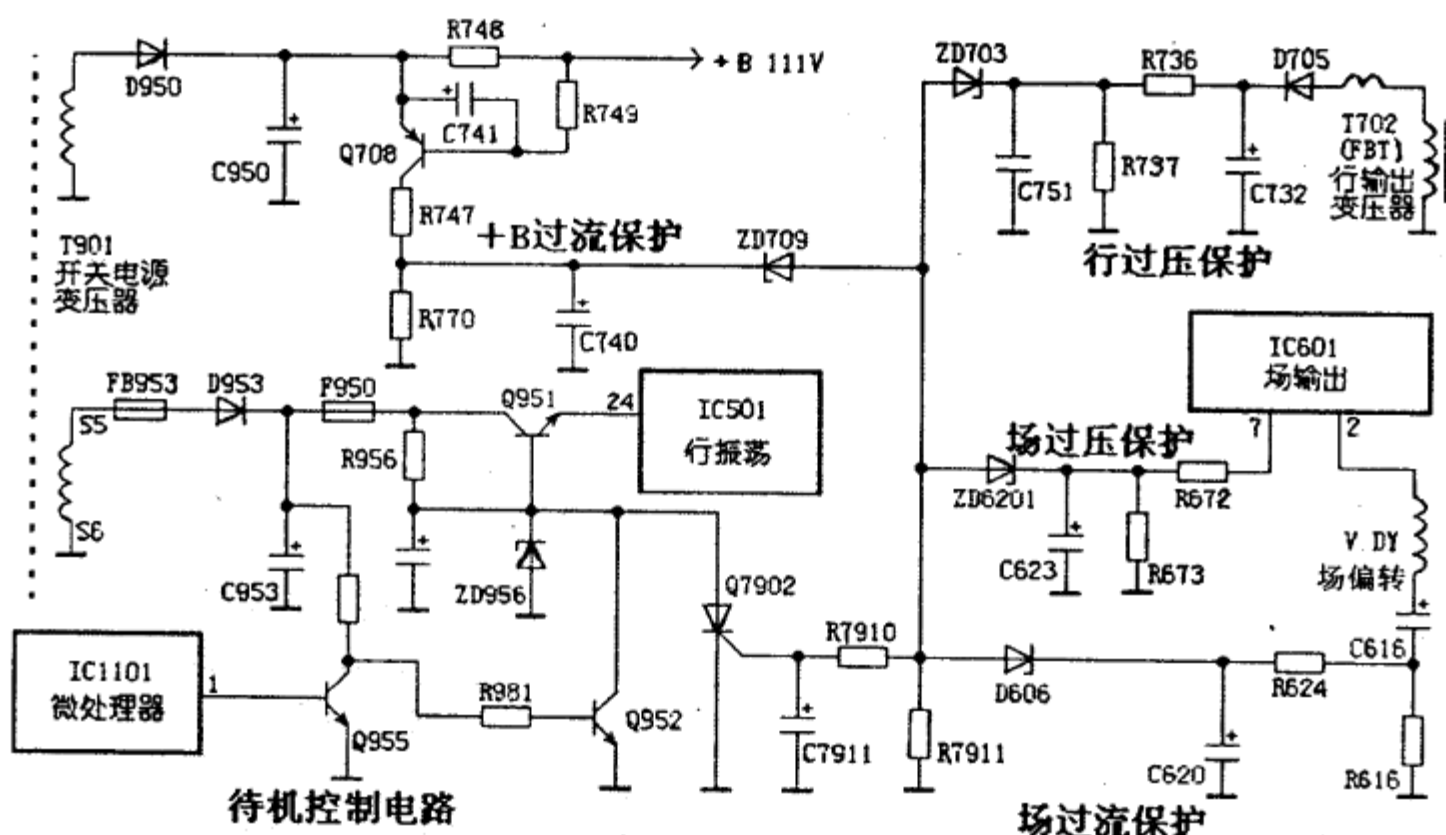 R748
ZD703
R736
D705
+B 111V
D950
C741
R749
Q708
C950
T702
(FBT)
行输出
变压器
C751
R737
C732
R747
+B过流保护
ZD709
行过压保护
T901
开关电源
变压器
R770
C740
IC601
场输出
7
2
FB953
D953
F950
Q951
24
IC501
行振荡
场过压保护
S5
R956
ZD6201
R672
S6
C953
ZD956
C623
R673
V.DY
场偏转
Q7902
R7910
C616
IC1101
微处理器
1
R981
D606
R624
Q955
Q952
C7911
R7911
C620
R616
待机控制电路
场过流保护